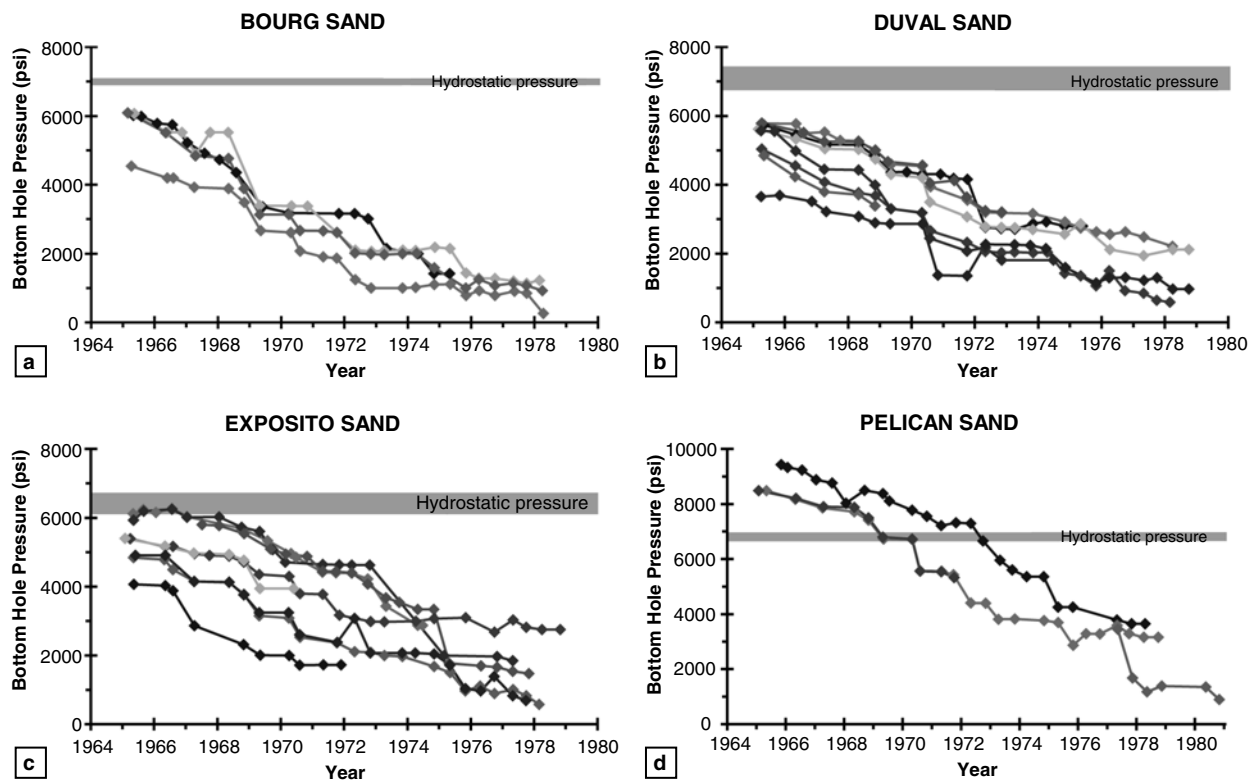 BOURG SAND
Bottom Hole Pressure (psi)
8000
6000
4000
2000
0
Hydrostatic pressure
1964 1966 1968 1970 1972 1974 1976 1978 1980
Year
a
DUVAL SAND
Bottom Hole Pressure (psi)
8000
6000
4000
2000
0
Hydrostatic pressure
1964 1966 1968 1970 1972 1974 1976 1978 1980
Year
b
EXPOSITO SAND
Bottom Hole Pressure (psi)
8000
6000
4000
2000
0
Hydrostatic pressure
1964 1966 1968 1970 1972 1974 1976 1978 1980
Year
c
PELICAN SAND
Bottom Hole Pressure (psi)
10000
8000
6000
4000
2000
0
Hydrostatic pressure
1964 1966 1968 1970 1972 1974 1976 1978 1980
Year
d